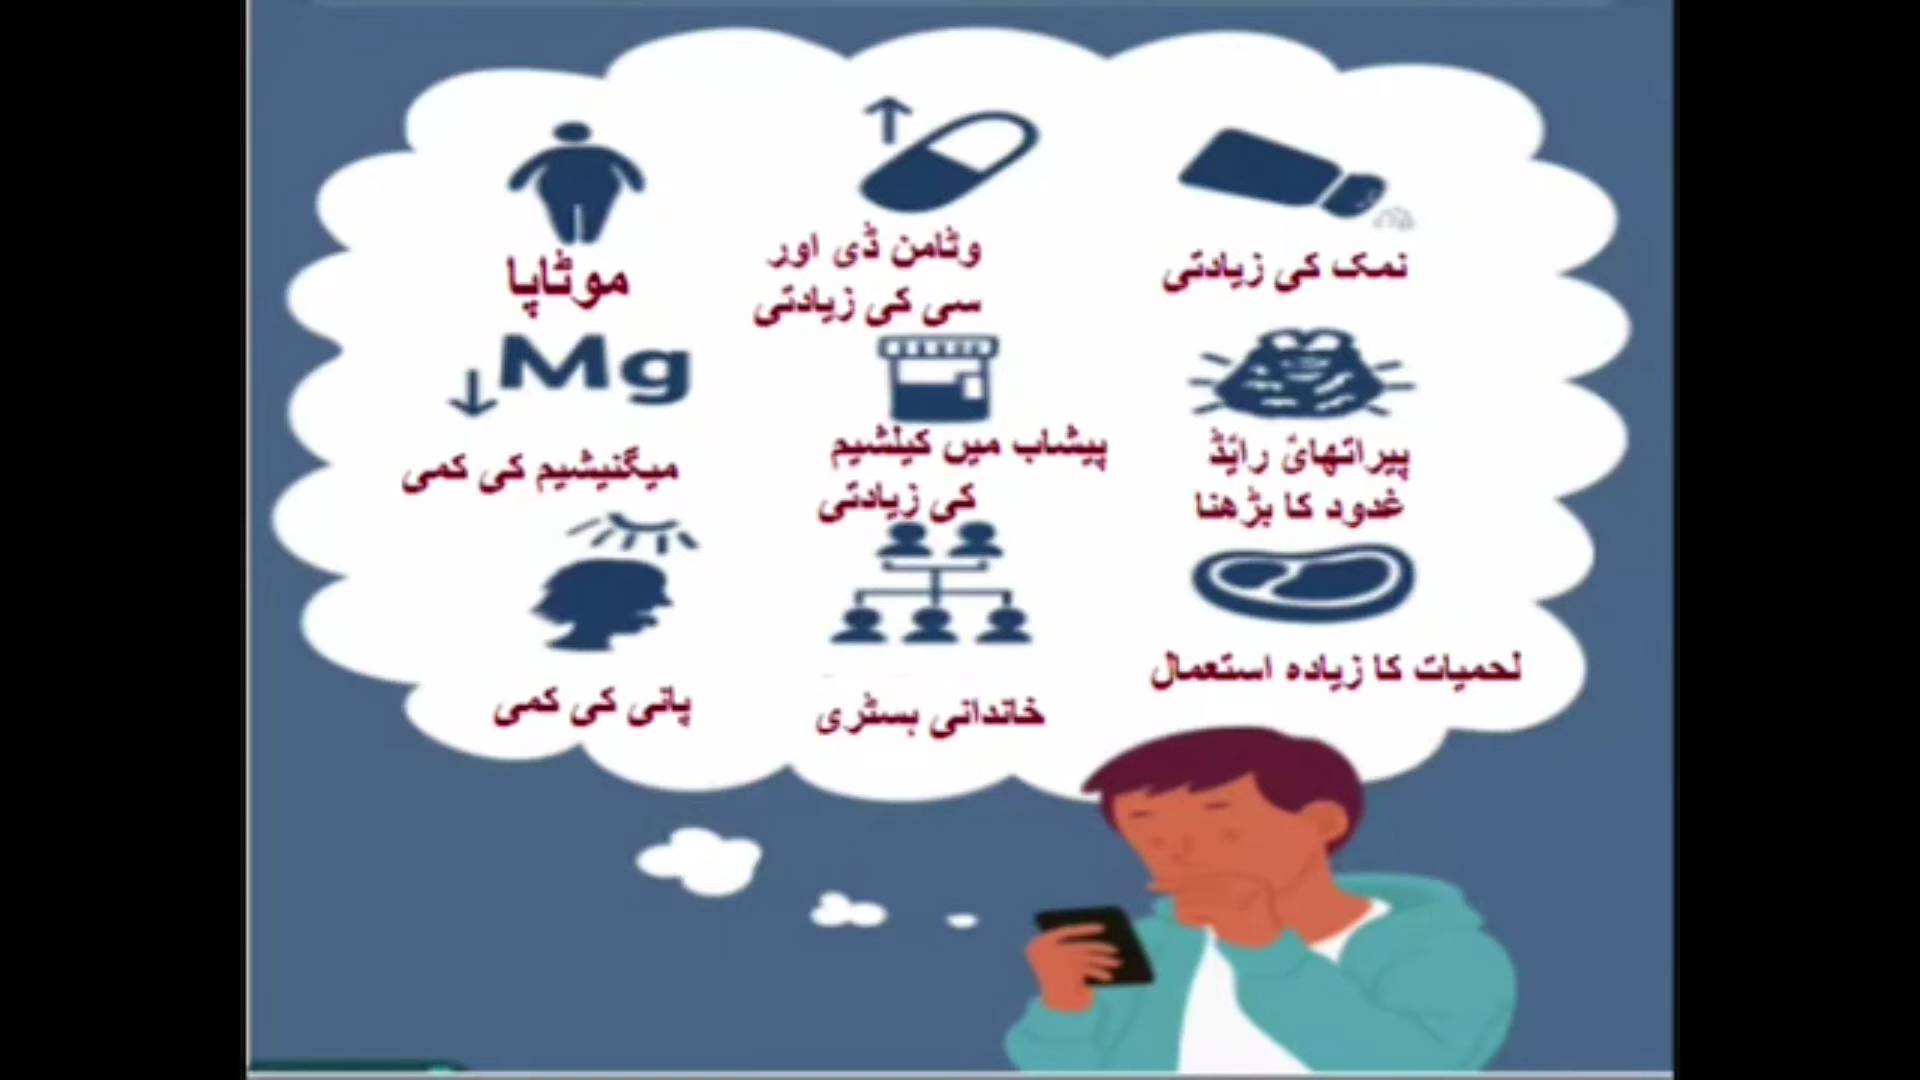 نمک کی زیادتی
وٹامن ڈی اور
سی کی زیادتی
موٹاپا
پیراتھائ رائڈ
غدود کا بڑھنا
پیشاب میں کیلشیم
کی زیادتی
Mg
میگنیشیم کی کمی
لحمیات کا زیادہ استعمال
خاندانی ہسٹری
پانی کی کمی